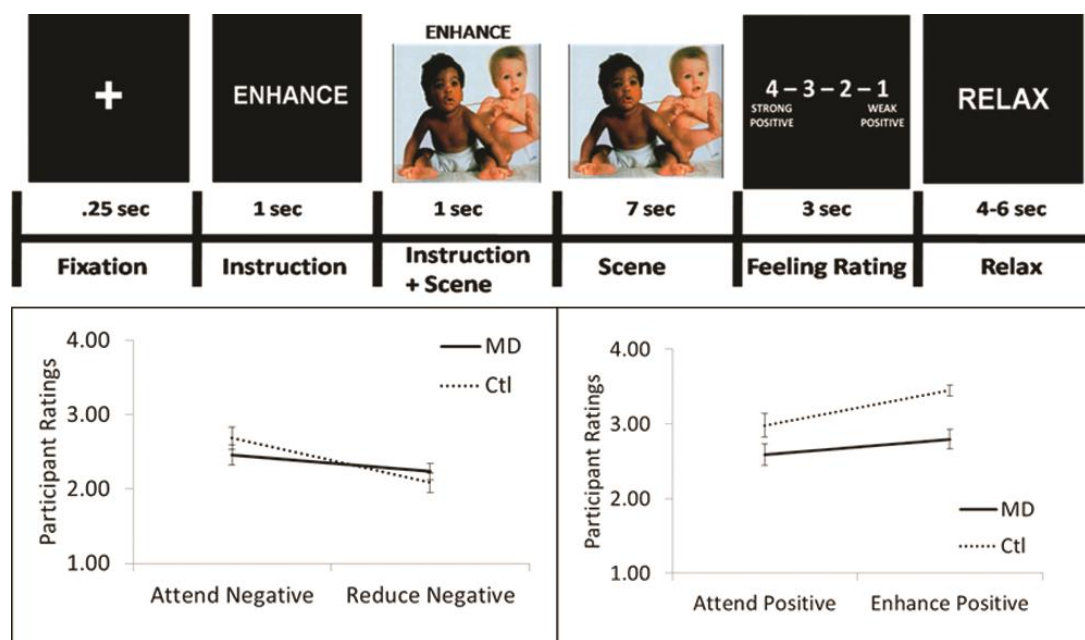 +
ENHANCE
ENHANCE
4 – 3 – 2 – 1
STRONG POSITIVE
WEAK POSITIVE
RELAX
.25 sec
1 sec
1 sec
7 sec
3 sec
4-6 sec
Fixation
Instruction
Instruction
+ Scene
Scene
Feeling Rating
Relax
Participant Ratings
4.00
3.00
2.00
1.00
MD
Ctl
Attend Negative
Reduce Negative
Participant Ratings
4.00
3.00
2.00
1.00
MD
Ctl
Attend Positive
Enhance Positive